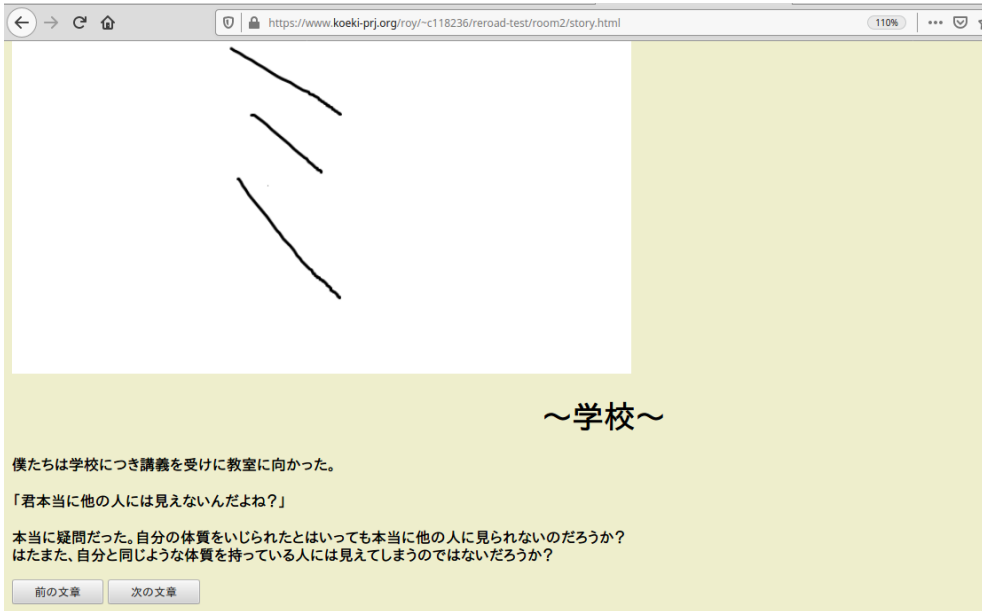 https://www.koeki-prj.org/roy/~c118236/reroad-test/room2/story.html
110%
～学校～
僕たちは学校につき講義を受けに教室に向かった。
「君本当に他の人には見えないんだよね？」
本当に疑問だった。自分の体質をいじられたとはいっても本当に他の人に見られないのだろうか？
はたまた、自分と同じような体質を持っている人には見えてしまうのではないだろうか？
前の文章
次の文章